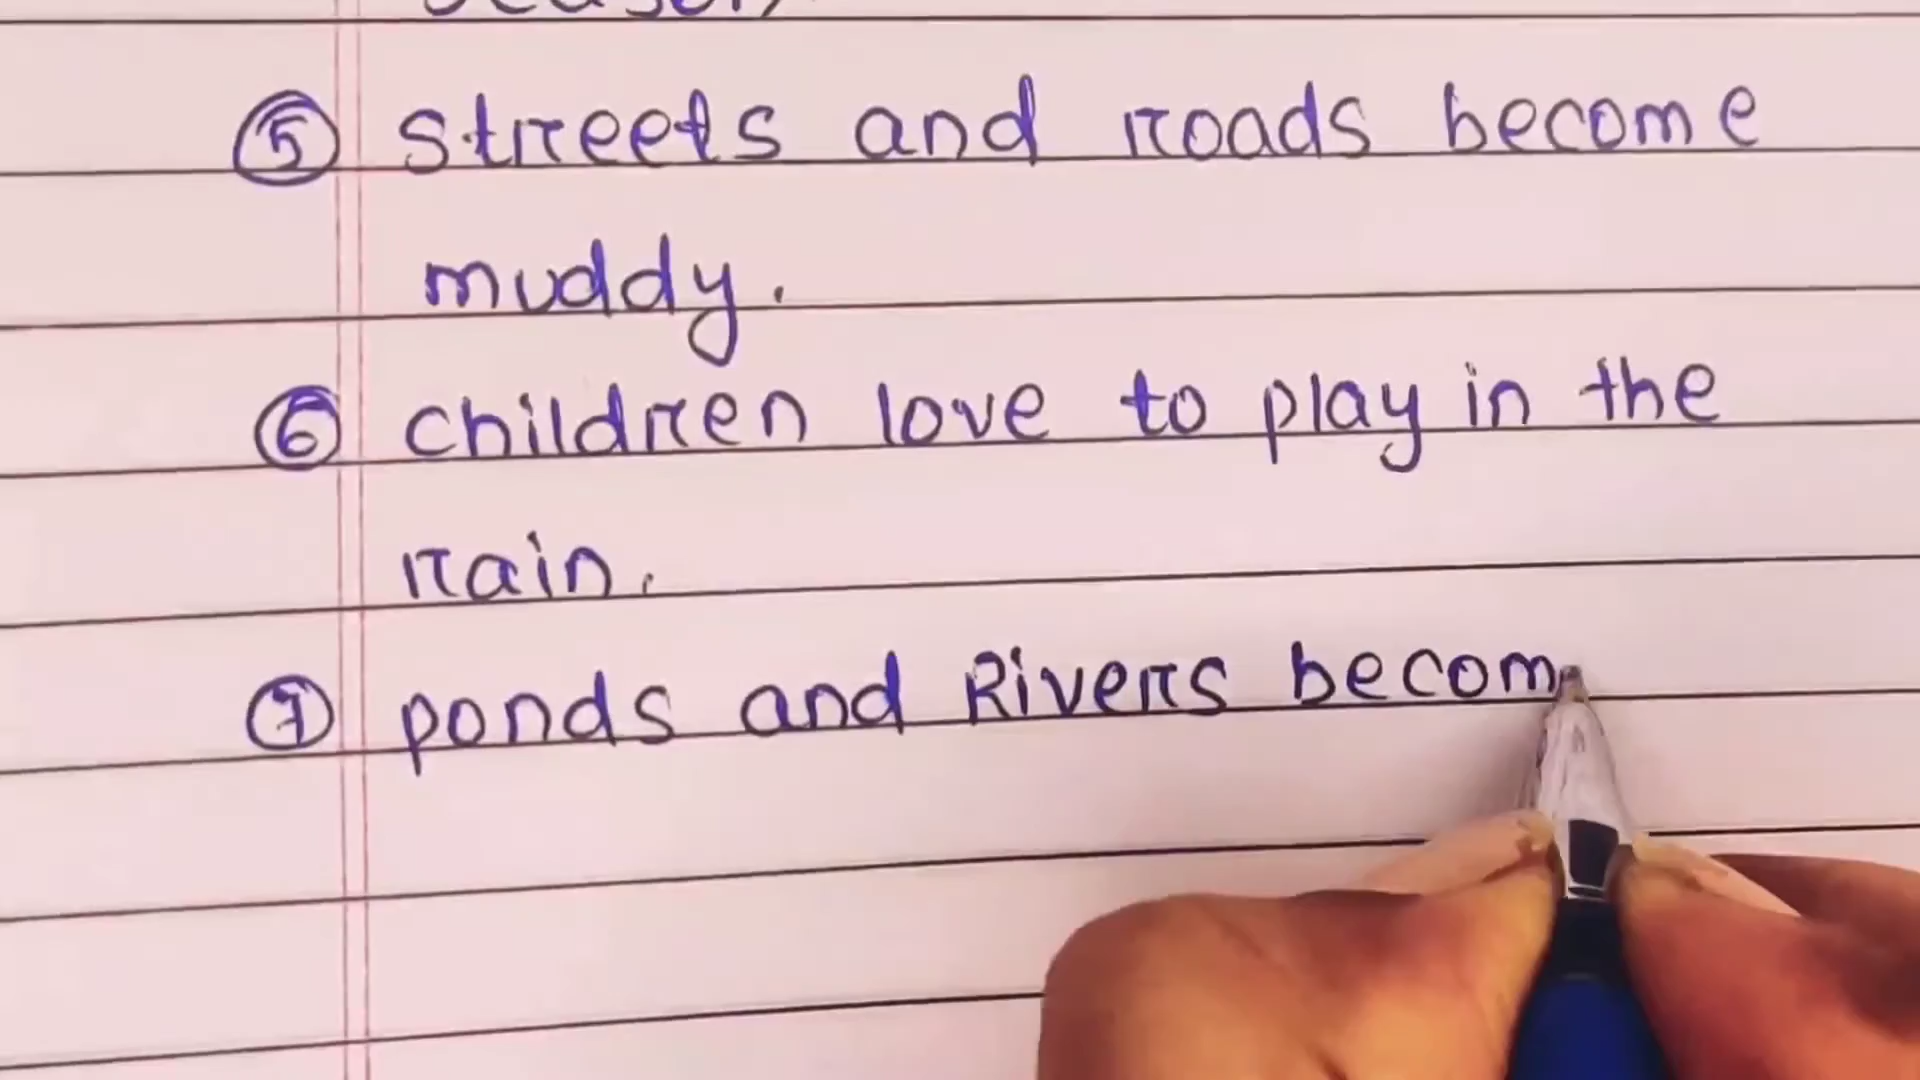 season,
⑤ streets and roads become
muddy.
⑥ children love to play in the
rain.
⑦ ponds and Rivers becom